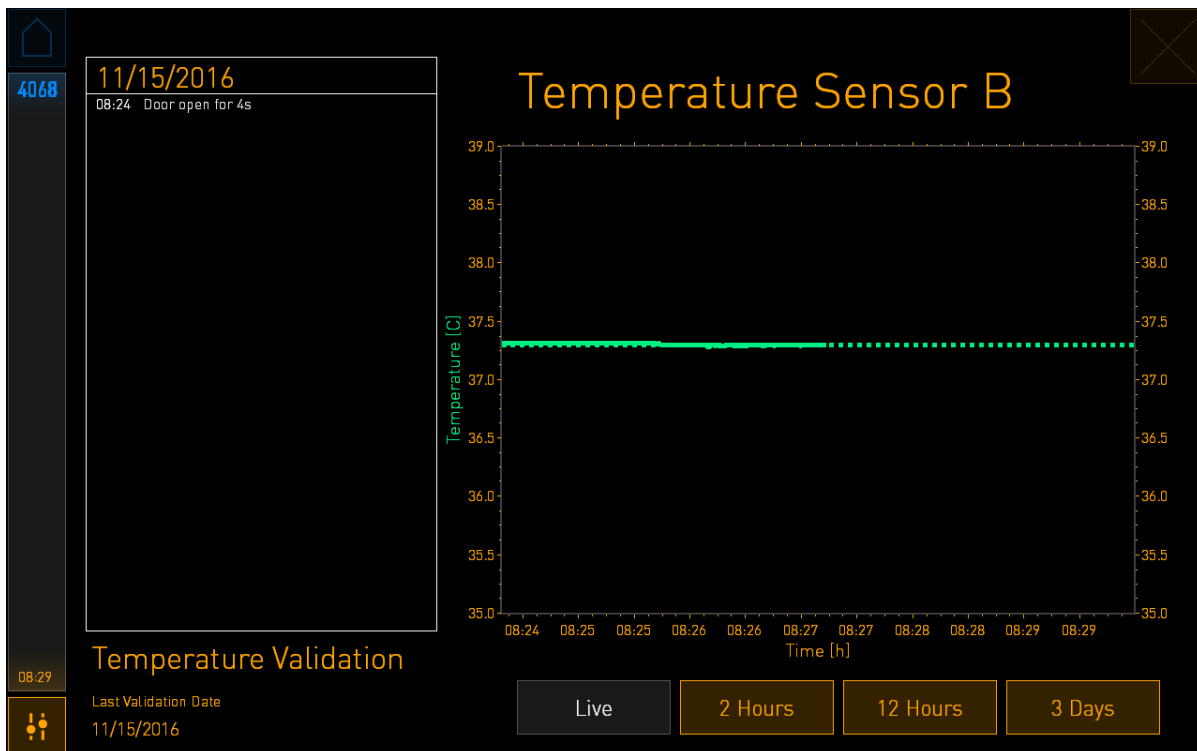 4068
11/15/2016
08:24 Door open for 4s
Temperature Sensor B
39.0 39.0
38.5 38.5
38.0 38.0
37.5 37.5
37.0 37.0
36.5 36.5
36.0 36.0
35.5 35.5
35.0 35.0
Temperature [C]
08:24 08:25 08:25 08:26 08:26 08:27 08:27 08:28 08:28 08:29 08:29
Time [h]
Temperature Validation
08:29
Last Validation Date
11/15/2016
Live 2 Hours 12 Hours 3 Days